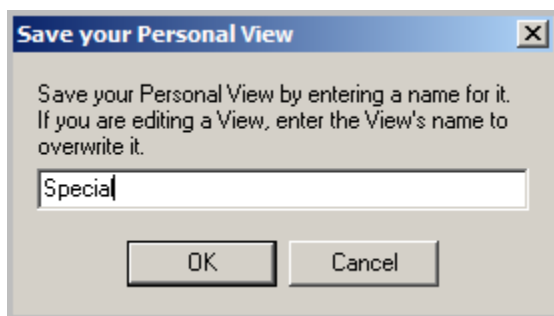 Save your Personal View
Save your Personal View by entering a name for it.
If you are editing a View, enter the View's name to
overwrite it.
Special
OK Cancel